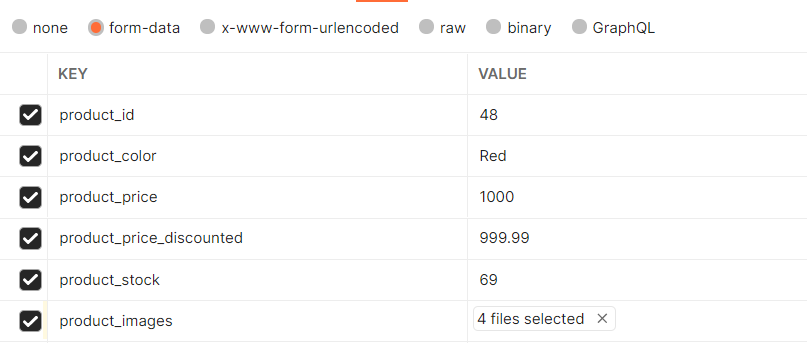 none form-data x-www-form-urlencoded raw binary GraphQL
KEY VALUE
product_id 48
product_color Red
product_price 1000
product_price_discounted 999.99
product_stock 69
product_images 4 files selected